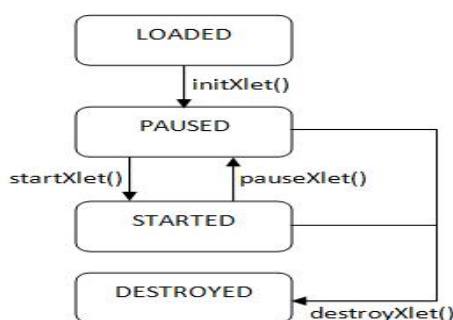 LOADED
initXlet()
PAUSED
startXlet()
pauseXlet()
STARTED
DESTROYED
destroyXlet()